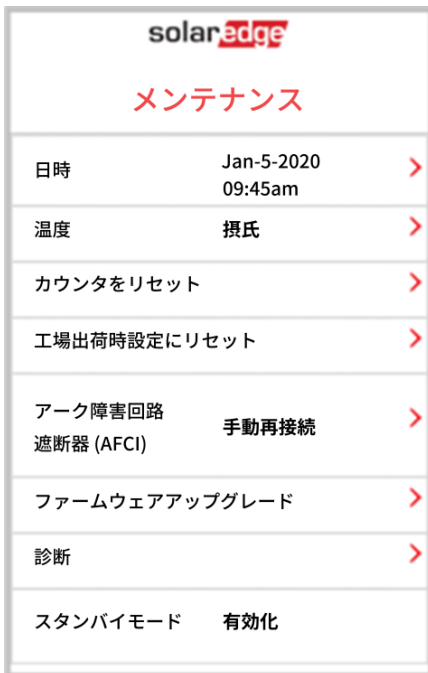 solaredge
メンテナンス
日時 Jan-5-2020
09:45am
温度 摂氏
カウンタをリセット
工場出荷時設定にリセット
アーク障害回路
遮断器 (AFCI) 手動再接続
ファームウェアアップグレード
診断
スタンバイモード 有効化